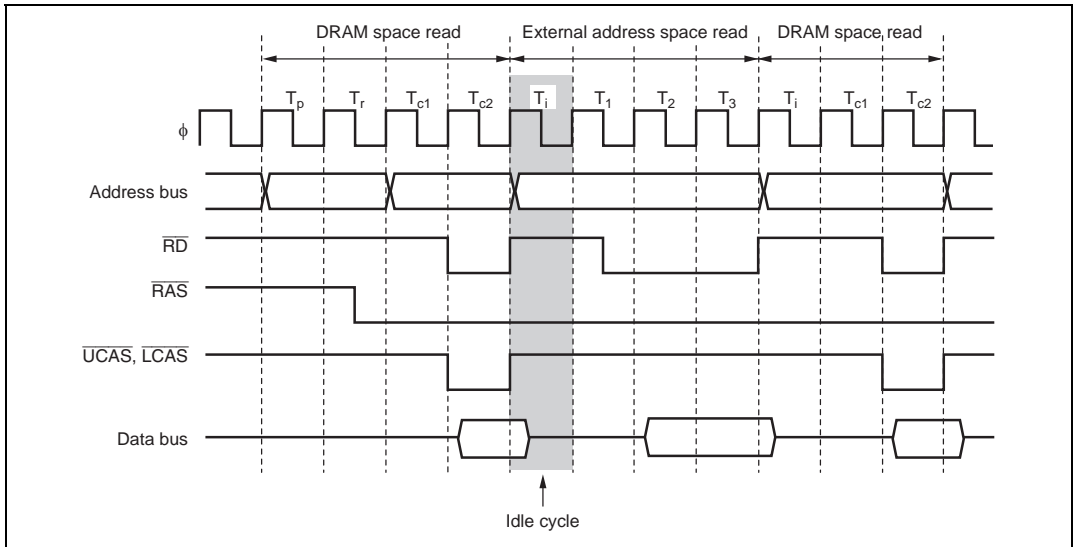 DRAM space read External address space read DRAM space read
Tp Tr Tc1 Tc2 Ti T1 T2 T3 Ti Tc1 Tc2
ϕ
Address bus
RD
RAS
UCAS, LCAS
Data bus
Idle cycle